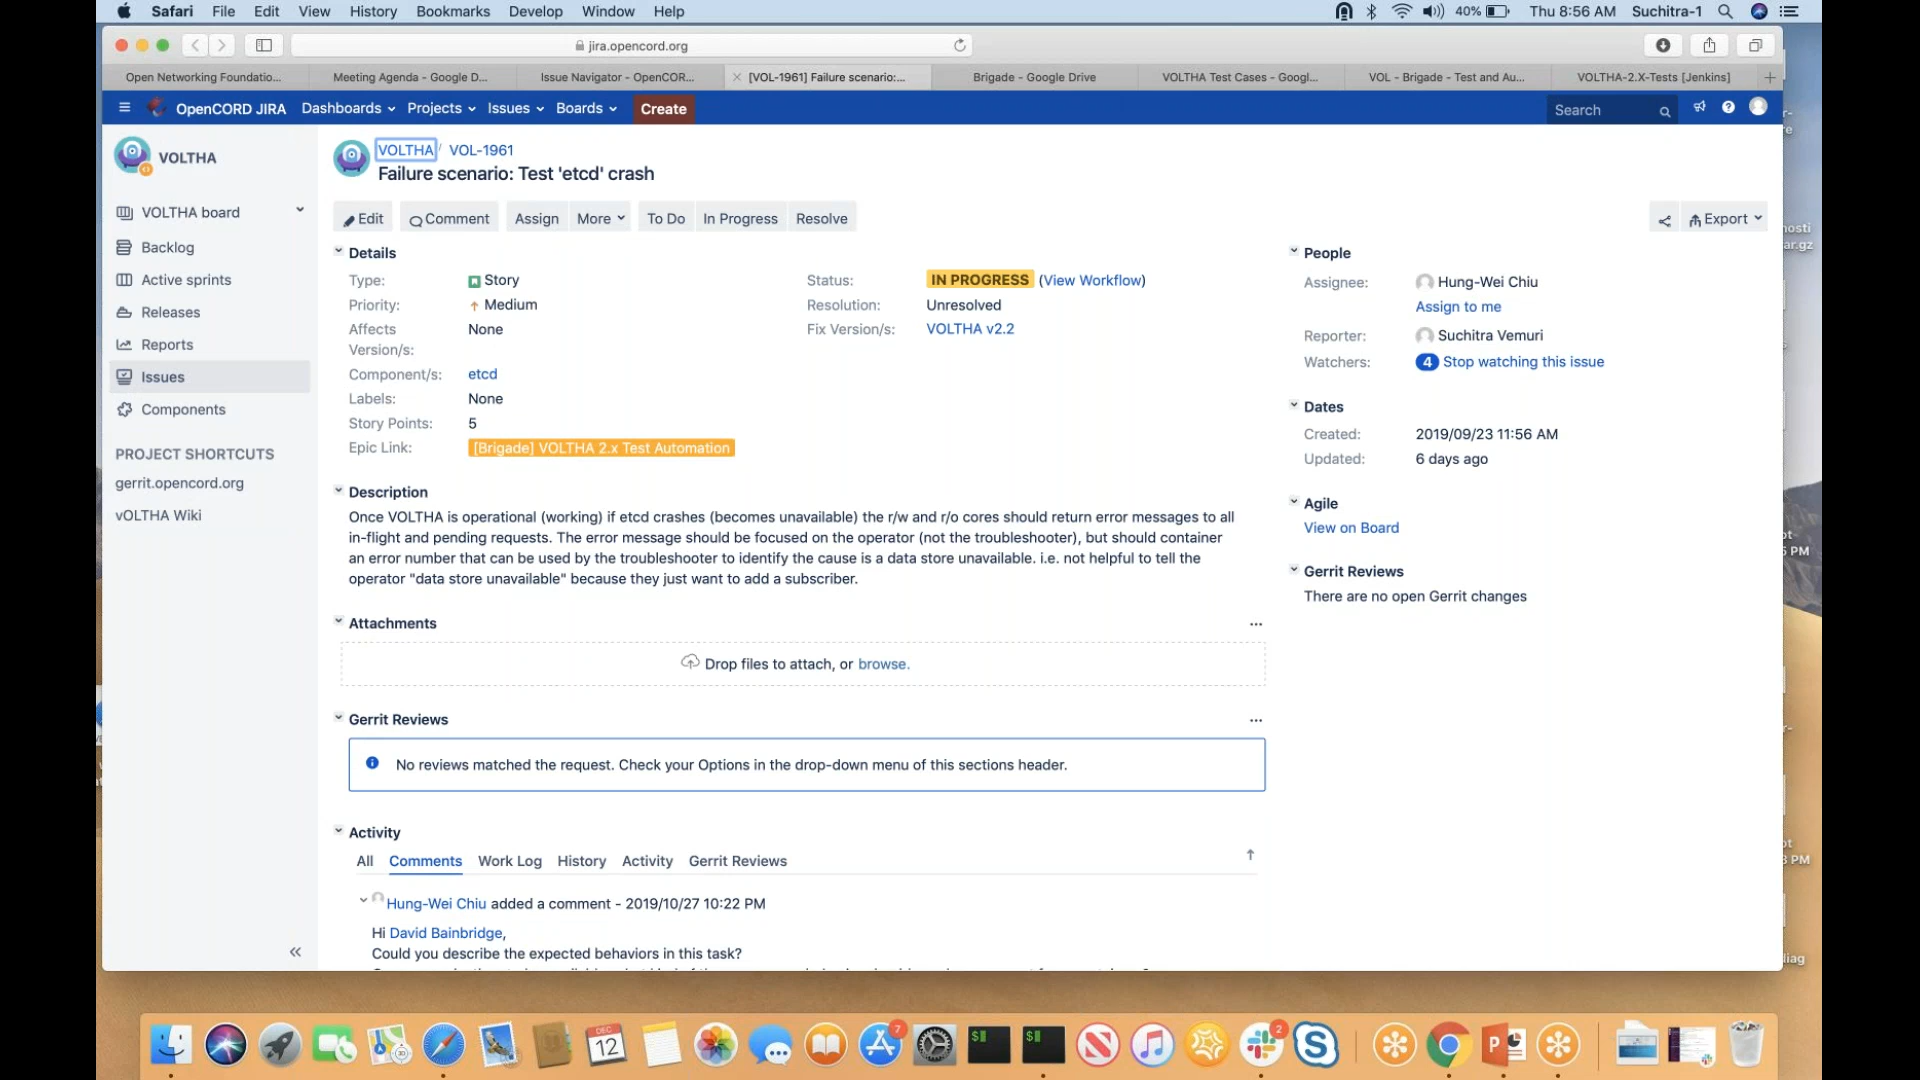 Safari File Edit View History Bookmarks Develop Window Help 40% Thu 8:56 AM Suchitra-1
jira.opencord.org
Open Networking Foundatio... Meeting Agenda - Google D... Issue Navigator - OpenCOR... [VOL-1961] Failure scenario:... Brigade - Google Drive VOLTHA Test Cases - Googl... VOL - Brigade - Test and Au... VOLTHA-2.X-Tests [Jenkins]
OpenCORD JIRA Dashboards Projects Issues Boards Create Search
VOLTHA
VOLTHA / VOL-1961
Failure scenario: Test 'etcd' crash
VOLTHA board
Backlog
Active sprints
Releases
Reports
Issues
Components
PROJECT SHORTCUTS
gerrit.opencord.org
vOLTHA Wiki
Edit Comment Assign More To Do In Progress Resolve Export
Details
Type: Story
Priority: Medium
Affects Version/s: None
Component/s: etcd
Labels: None
Story Points: 5
Epic Link: [Brigade] VOLTHA 2.x Test Automation
Status: IN PROGRESS (View Workflow)
Resolution: Unresolved
Fix Version/s: VOLTHA v2.2
Description
Once VOLTHA is operational (working) if etcd crashes (becomes unavailable) the r/w and r/o cores should return error messages to all
in-flight and pending requests. The error message should be focused on the operator (not the troubleshooter), but should container
an error number that can be used by the troubleshooter to identify the cause is a data store unavailable. i.e. not helpful to tell the
operator "data store unavailable" because they just want to add a subscriber.
Attachments
Drop files to attach, or browse.
Gerrit Reviews
No reviews matched the request. Check your Options in the drop-down menu of this sections header.
Activity
All Comments Work Log History Activity Gerrit Reviews
Hung-Wei Chiu added a comment - 2019/10/27 10:22 PM
Hi David Bainbridge,
Could you describe the expected behaviors in this task?
People
Assignee: Hung-Wei Chiu
Assign to me
Reporter: Suchitra Vemuri
Watchers: 4 Stop watching this issue
Dates
Created: 2019/09/23 11:56 AM
Updated: 6 days ago
Agile
View on Board
Gerrit Reviews
There are no open Gerrit changes
DEC
12
7
2